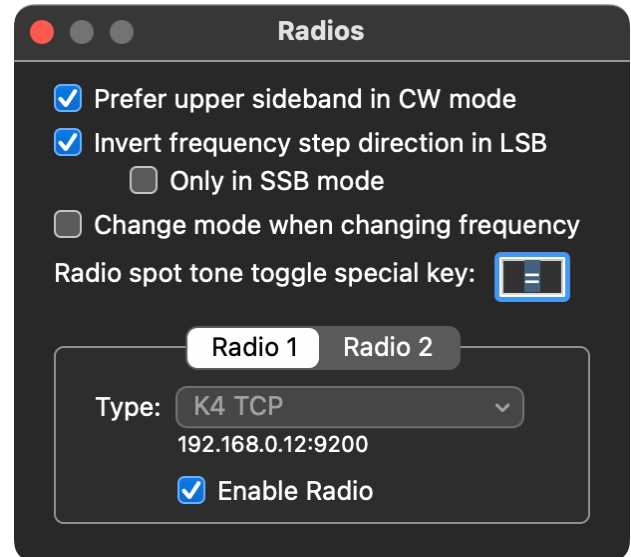 Radios
Prefer upper sideband in CW mode
Invert frequency step direction in LSB
Only in SSB mode
Change mode when changing frequency
Radio spot tone toggle special key: =
Radio 1 Radio 2
Type: K4 TCP
192.168.0.12:9200
Enable Radio